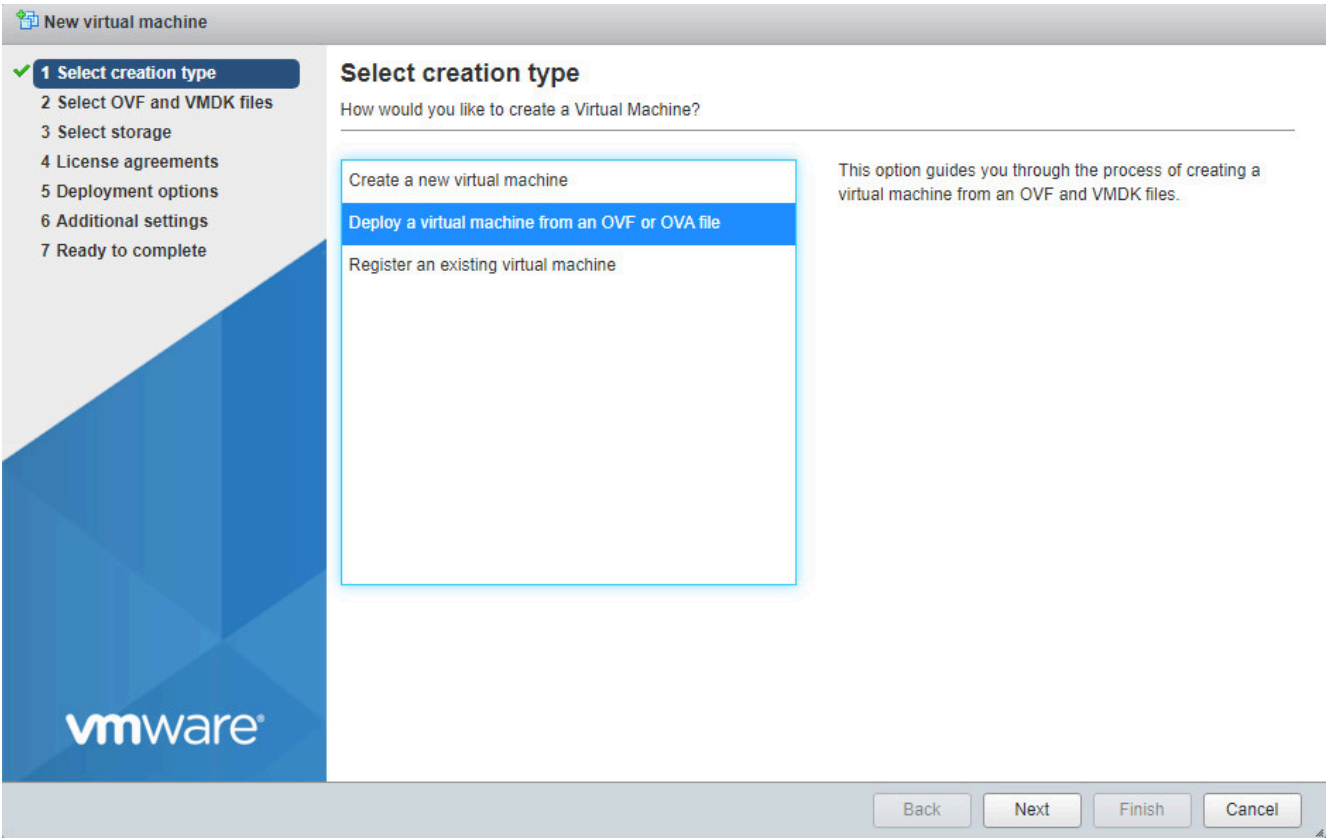 New virtual machine
1 Select creation type
2 Select OVF and VMDK files
3 Select storage
4 License agreements
5 Deployment options
6 Additional settings
7 Ready to complete
vmware®
Select creation type
How would you like to create a Virtual Machine?
Create a new virtual machine
Deploy a virtual machine from an OVF or OVA file
Register an existing virtual machine
This option guides you through the process of creating a
virtual machine from an OVF and VMDK files.
Back
Next
Finish
Cancel